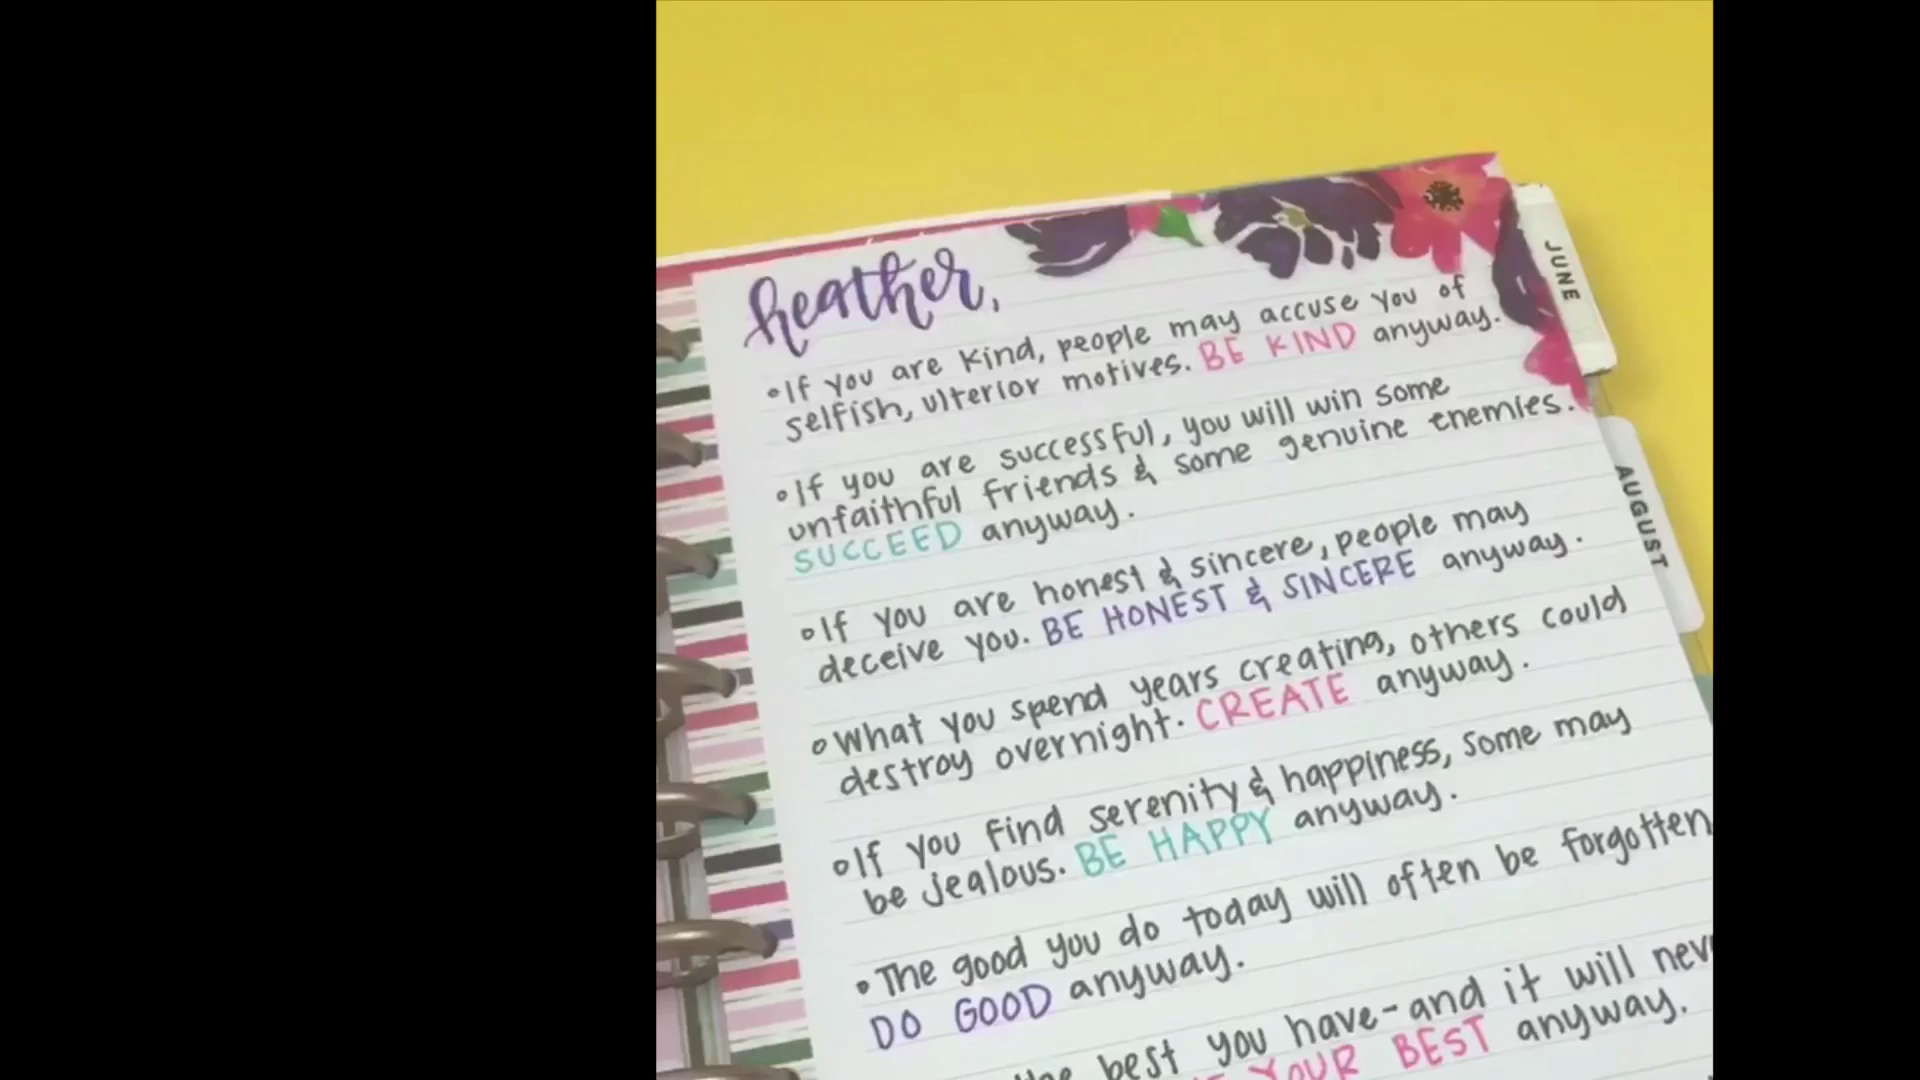 heather,
•If you are kind, people may accuse you of
selfish, ulterior motives. BE KIND anyway.
•If you are successful, you will win some
unfaithful friends & some genuine enemies.
SUCCEED anyway.
•If you are honest & sincere, people may
deceive you. BE HONEST & SINCERE anyway.
•What you spend years creating, others could
destroy overnight. CREATE anyway.
•If you find serenity & happiness, some may
be jealous. BE HAPPY anyway.
•The good you do today will often be forgotten
DO GOOD anyway.
the best you have-and it will nev
YOUR BEST anyway.
JUNE
AUGUST